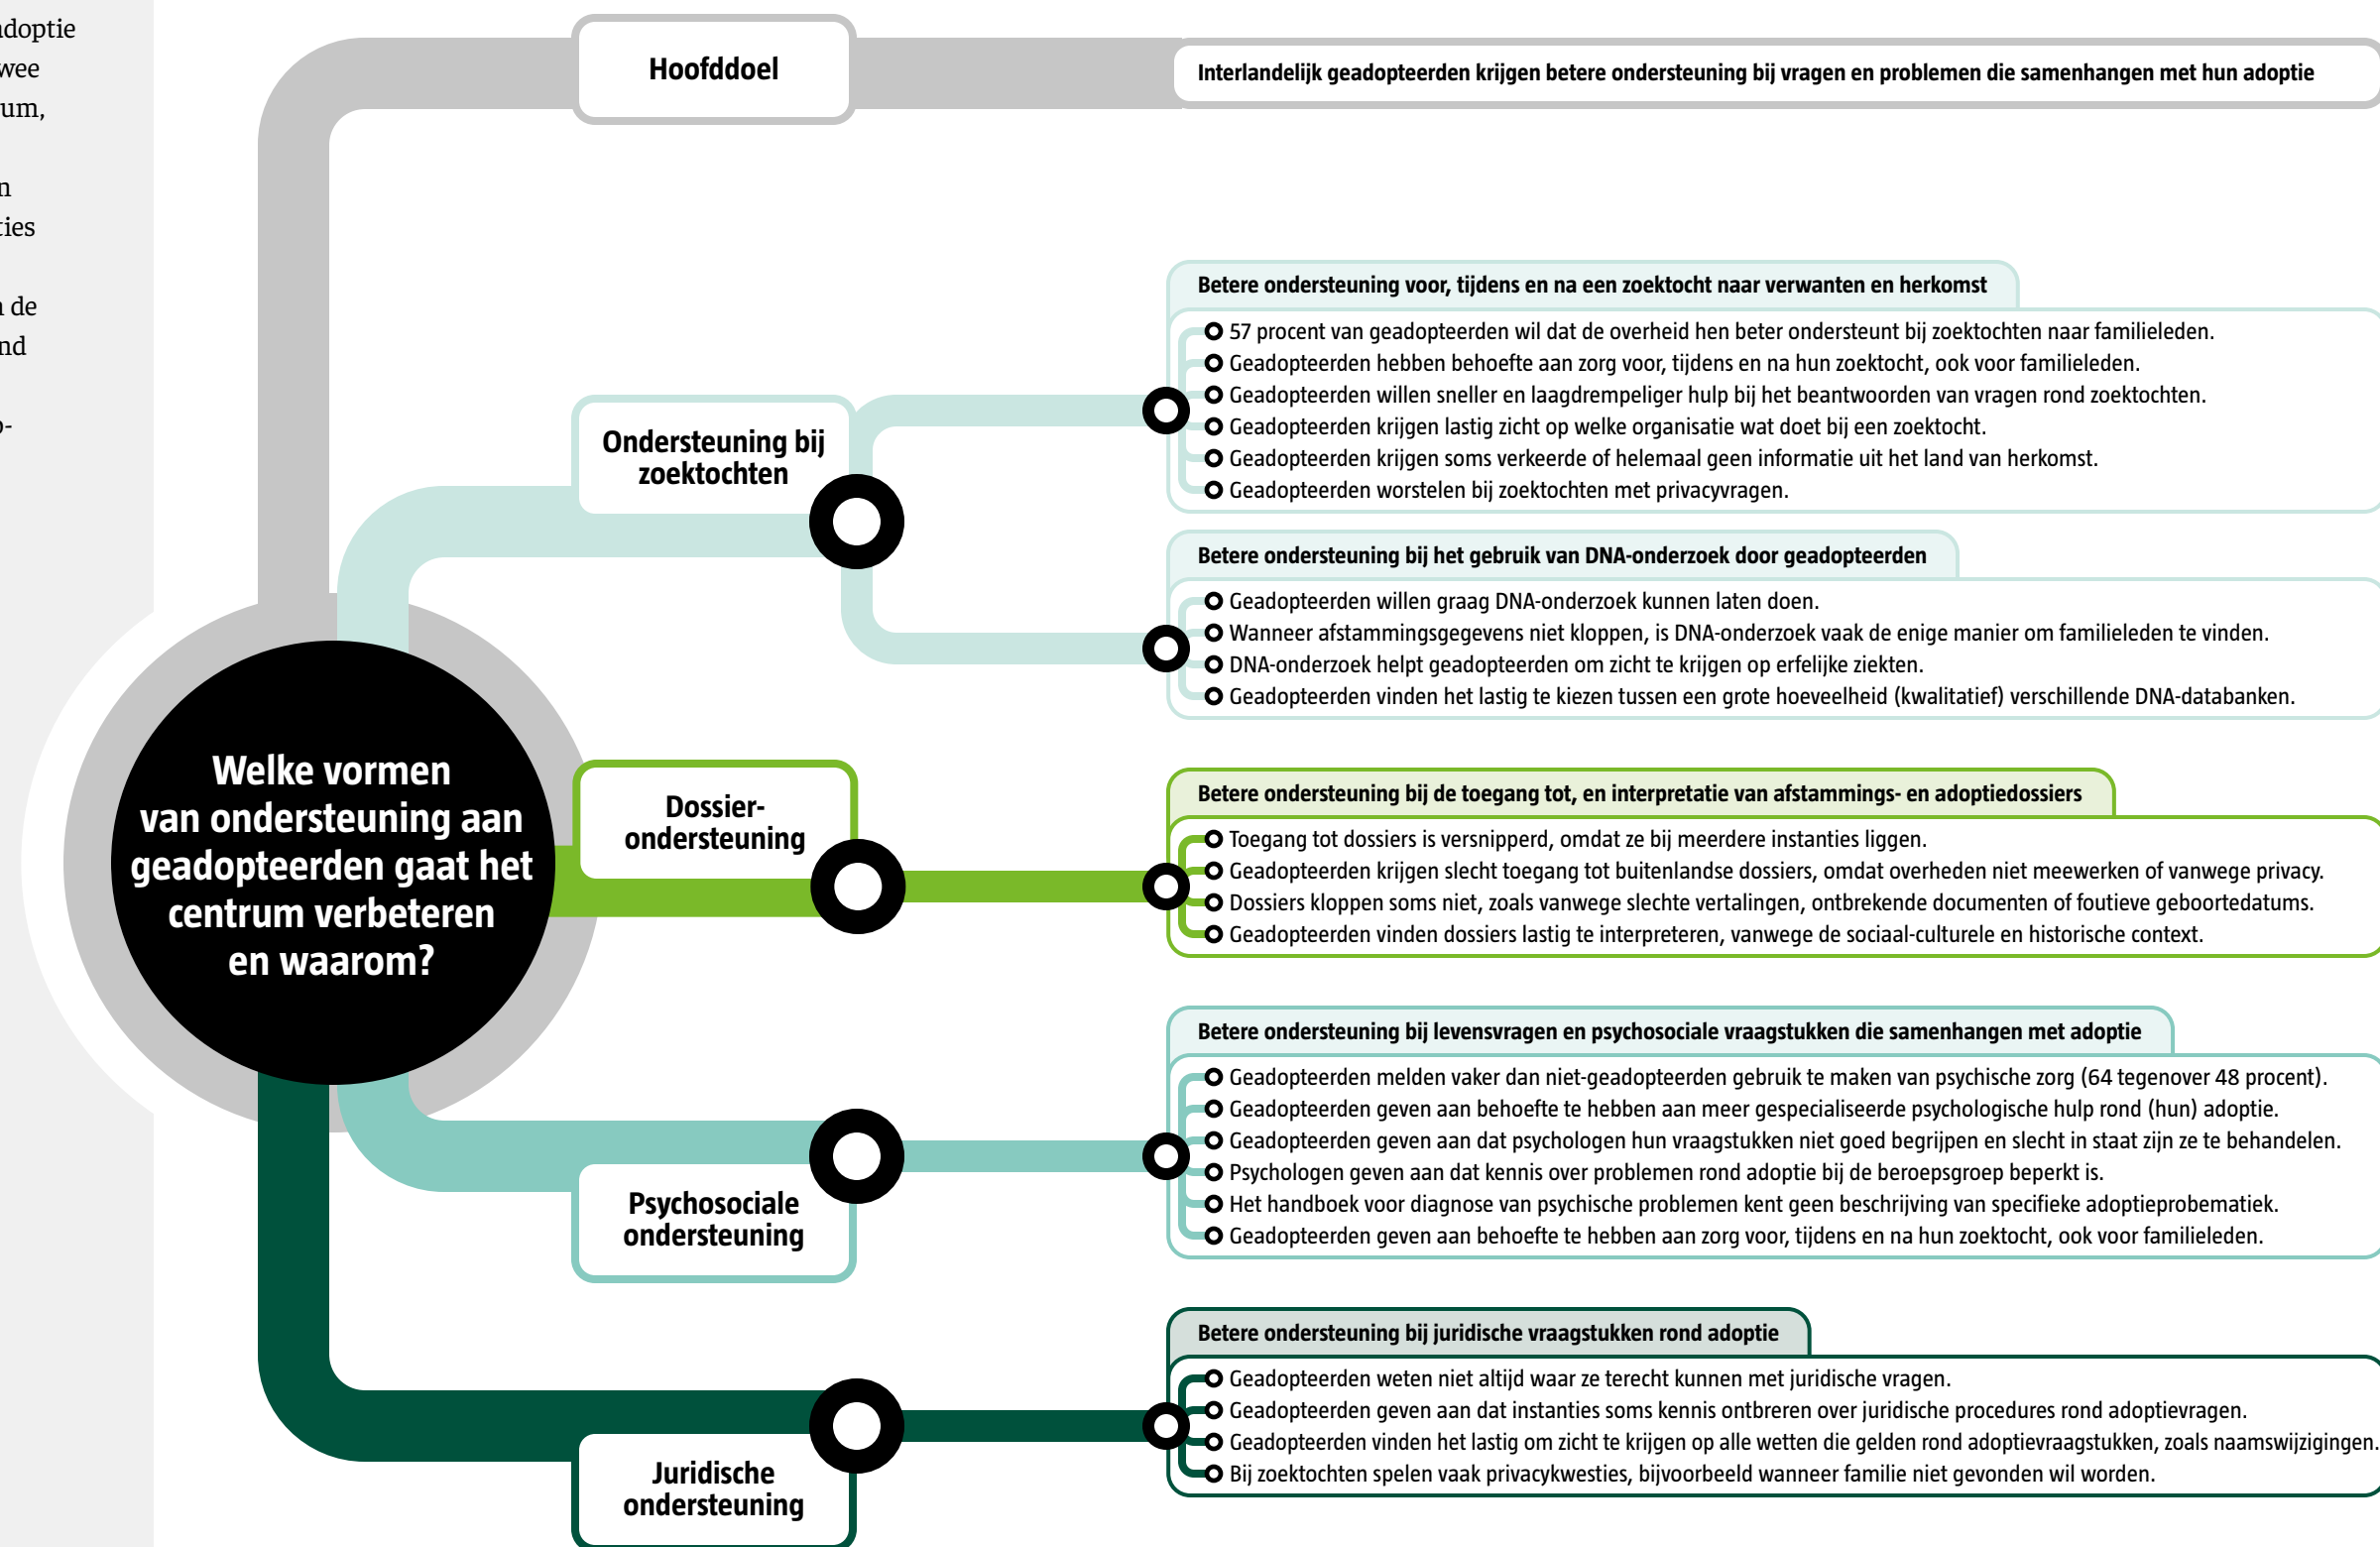 adoptie
wee
um,
n
ties
n de
nd
o-
Hoofddoel
Interlandelijk geadopteerden krijgen betere ondersteuning bij vragen en problemen die samenhangen met hun adoptie
Welke vormen
van ondersteuning aan
geadopteerden gaat het
centrum verbeteren
en waarom?
Ondersteuning bij
zoektochten
Betere ondersteuning voor, tijdens en na een zoektocht naar verwanten en herkomst
57 procent van geadopteerden wil dat de overheid hen beter ondersteunt bij zoektochten naar familieleden.
Geadopteerden hebben behoefte aan zorg voor, tijdens en na hun zoektocht, ook voor familieleden.
Geadopteerden willen sneller en laagdrempeliger hulp bij het beantwoorden van vragen rond zoektochten.
Geadopteerden krijgen lastig zicht op welke organisatie wat doet bij een zoektocht.
Geadopteerden krijgen soms verkeerde of helemaal geen informatie uit het land van herkomst.
Geadopteerden worstelen bij zoektochten met privacyvragen.
Betere ondersteuning bij het gebruik van DNA-onderzoek door geadopteerden
Geadopteerden willen graag DNA-onderzoek kunnen laten doen.
Wanneer afstammingsgegevens niet kloppen, is DNA-onderzoek vaak de enige manier om familieleden te vinden.
DNA-onderzoek helpt geadopteerden om zicht te krijgen op erfelijke ziekten.
Geadopteerden vinden het lastig te kiezen tussen een grote hoeveelheid (kwalitatief) verschillende DNA-databanken.
Dossier-
ondersteuning
Betere ondersteuning bij de toegang tot, en interpretatie van afstammings- en adoptiedossiers
Toegang tot dossiers is versnipperd, omdat ze bij meerdere instanties liggen.
Geadopteerden krijgen slecht toegang tot buitenlandse dossiers, omdat overheden niet meewerken of vanwege privacy.
Dossiers kloppen soms niet, zoals vanwege slechte vertalingen, ontbrekende documenten of foutieve geboortedatums.
Geadopteerden vinden dossiers lastig te interpreteren, vanwege de sociaal-culturele en historische context.
Psychosociale
ondersteuning
Betere ondersteuning bij levensvragen en psychosociale vraagstukken die samenhangen met adoptie
Geadopteerden melden vaker dan niet-geadopteerden gebruik te maken van psychische zorg (64 tegenover 48 procent).
Geadopteerden geven aan behoefte te hebben aan meer gespecialiseerde psychologische hulp rond (hun) adoptie.
Geadopteerden geven aan dat psychologen hun vraagstukken niet goed begrijpen en slecht in staat zijn ze te behandelen.
Psychologen geven aan dat kennis over problemen rond adoptie bij de beroepsgroep beperkt is.
Het handboek voor diagnose van psychische problemen kent geen beschrijving van specifieke adoptieprobematiek.
Geadopteerden geven aan behoefte te hebben aan zorg voor, tijdens en na hun zoektocht, ook voor familieleden.
Juridische
ondersteuning
Betere ondersteuning bij juridische vraagstukken rond adoptie
Geadopteerden weten niet altijd waar ze terecht kunnen met juridische vragen.
Geadopteerden geven aan dat instanties soms kennis ontbreren over juridische procedures rond adoptievragen.
Geadopteerden vinden het lastig om zicht te krijgen op alle wetten die gelden rond adoptievraagstukken, zoals naamswijzigingen.
Bij zoektochten spelen vaak privacykwesties, bijvoorbeeld wanneer familie niet gevonden wil worden.